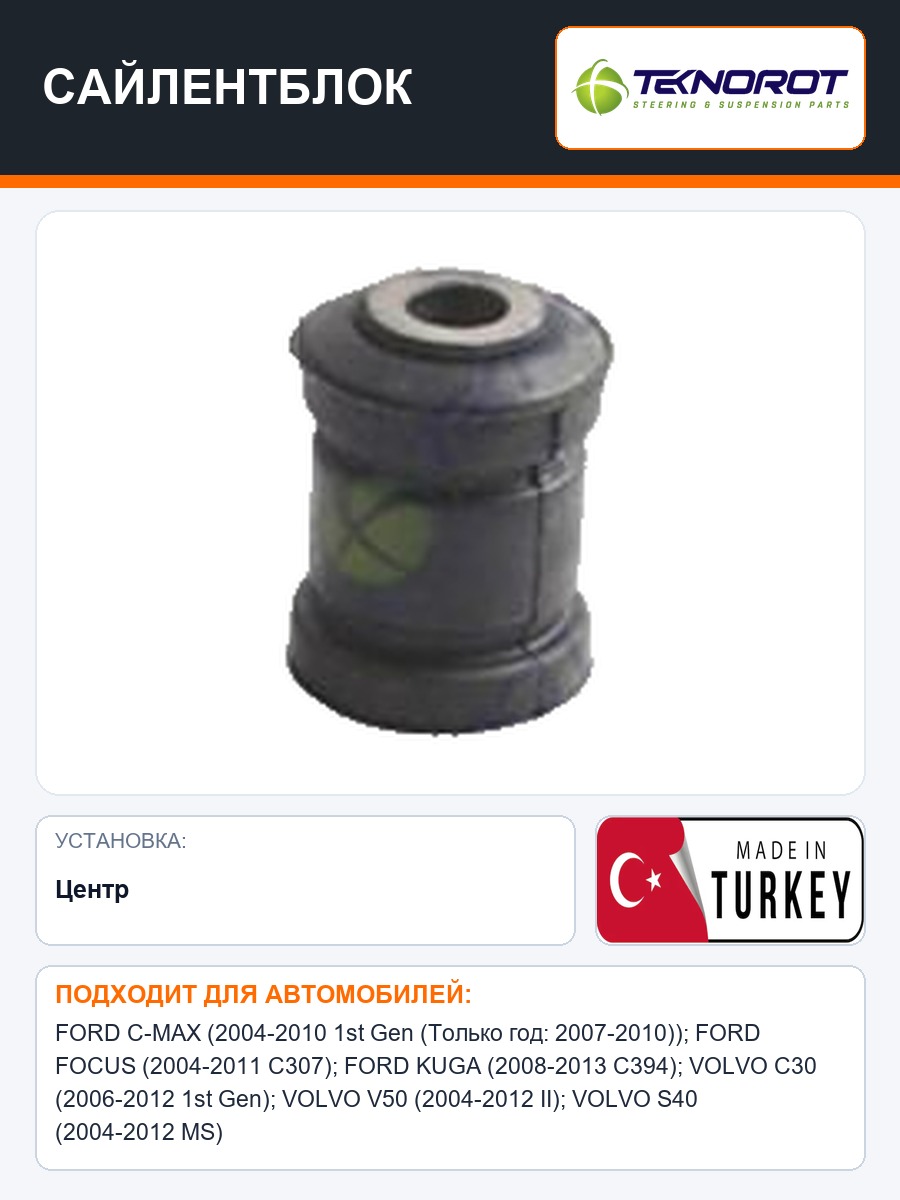 САЙЛЕНТБЛОК
TEKNOROT
STEERING & SUSPENSION PARTS
УСТАНОВКА:
Центр
MADE IN
TURKEY
ПОДХОДИТ ДЛЯ АВТОМОБИЛЕЙ:
FORD C-MAX (2004-2010 1st Gen (Только год: 2007-2010)); FORD
FOCUS (2004-2011 C307); FORD KUGA (2008-2013 C394); VOLVO C30
(2006-2012 1st Gen); VOLVO V50 (2004-2012 II); VOLVO S40
(2004-2012 MS)